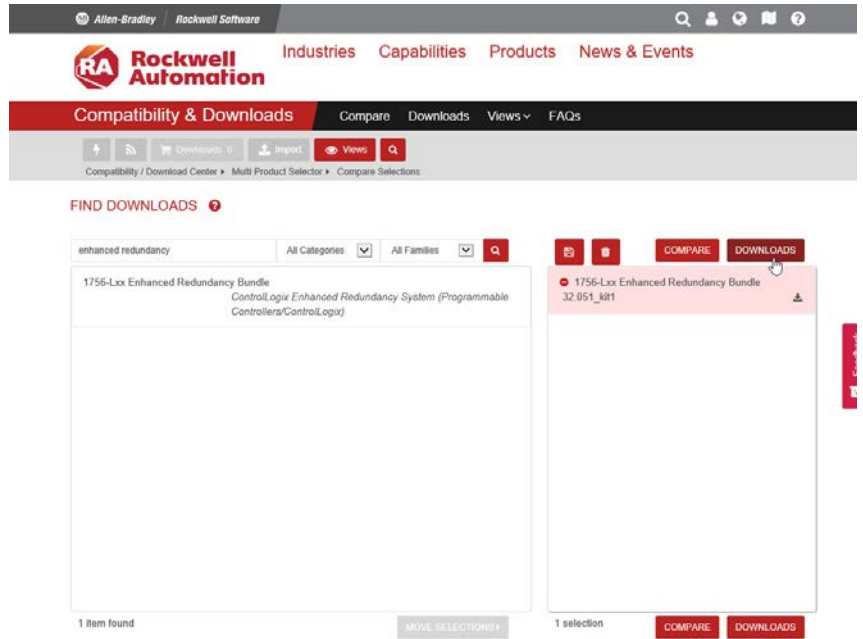 Allen-Bradley Rockwell Software
Rockwell Automation
Industries Capabilities Products News & Events
Compatibility & Downloads Compare Downloads Views FAQs
Downloads 0 Import Views
Compatibility / Download Center Multi Product Selector Compare Selections
FIND DOWNLOADS ?
enhanced redundancy All Categories All Families
COMPARE DOWNLOADS
1756-Lxx Enhanced Redundancy Bundle
ControlLogix Enhanced Redundancy System (Programmable
Controllers/ControlLogix)
1756-Lxx Enhanced Redundancy Bundle
32.051_kit1
Feedback
1 item found MOVE SELECTIONS
1 selection COMPARE DOWNLOADS